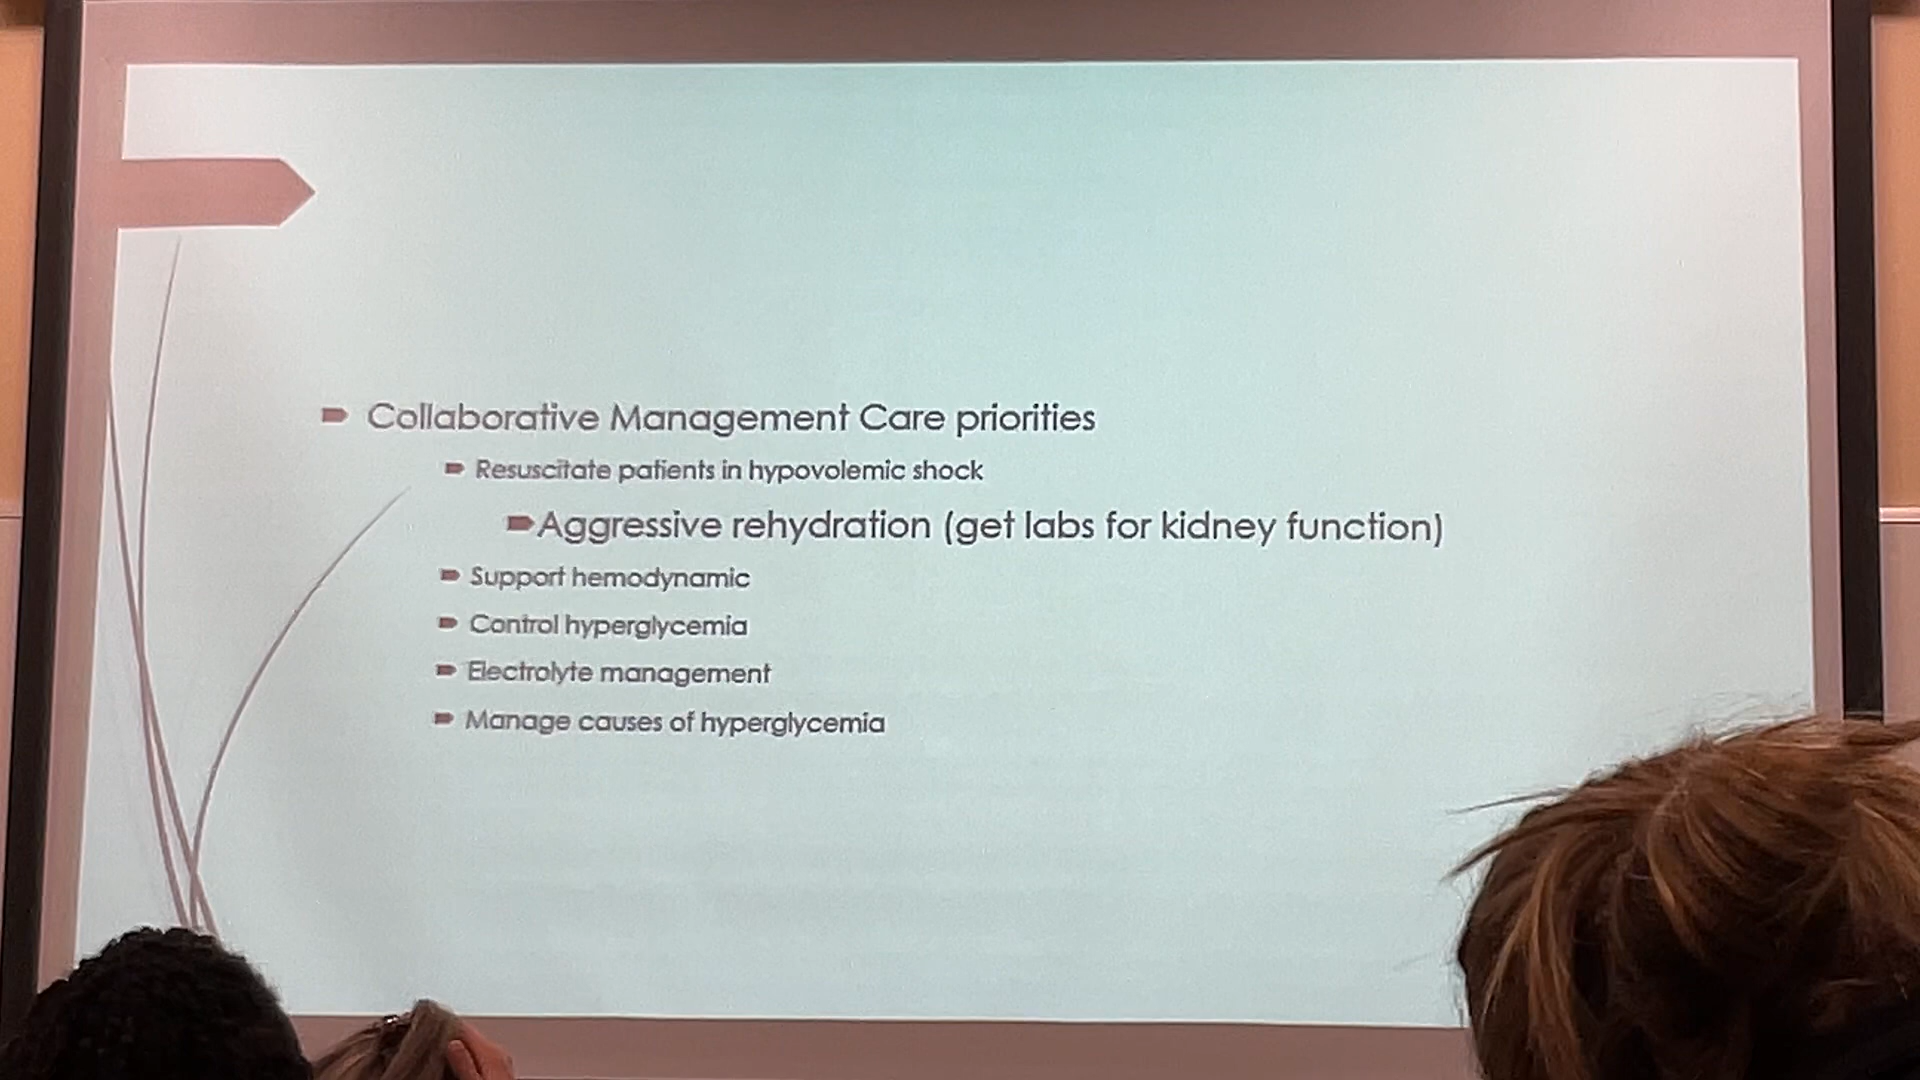 Collaborative Management Care priorities
Resuscitate patients in hypovolemic shock
Aggressive rehydration (get labs for kidney function)
Support hemodynamic
Control hyperglycemia
Electrolyte management
Manage causes of hyperglycemia